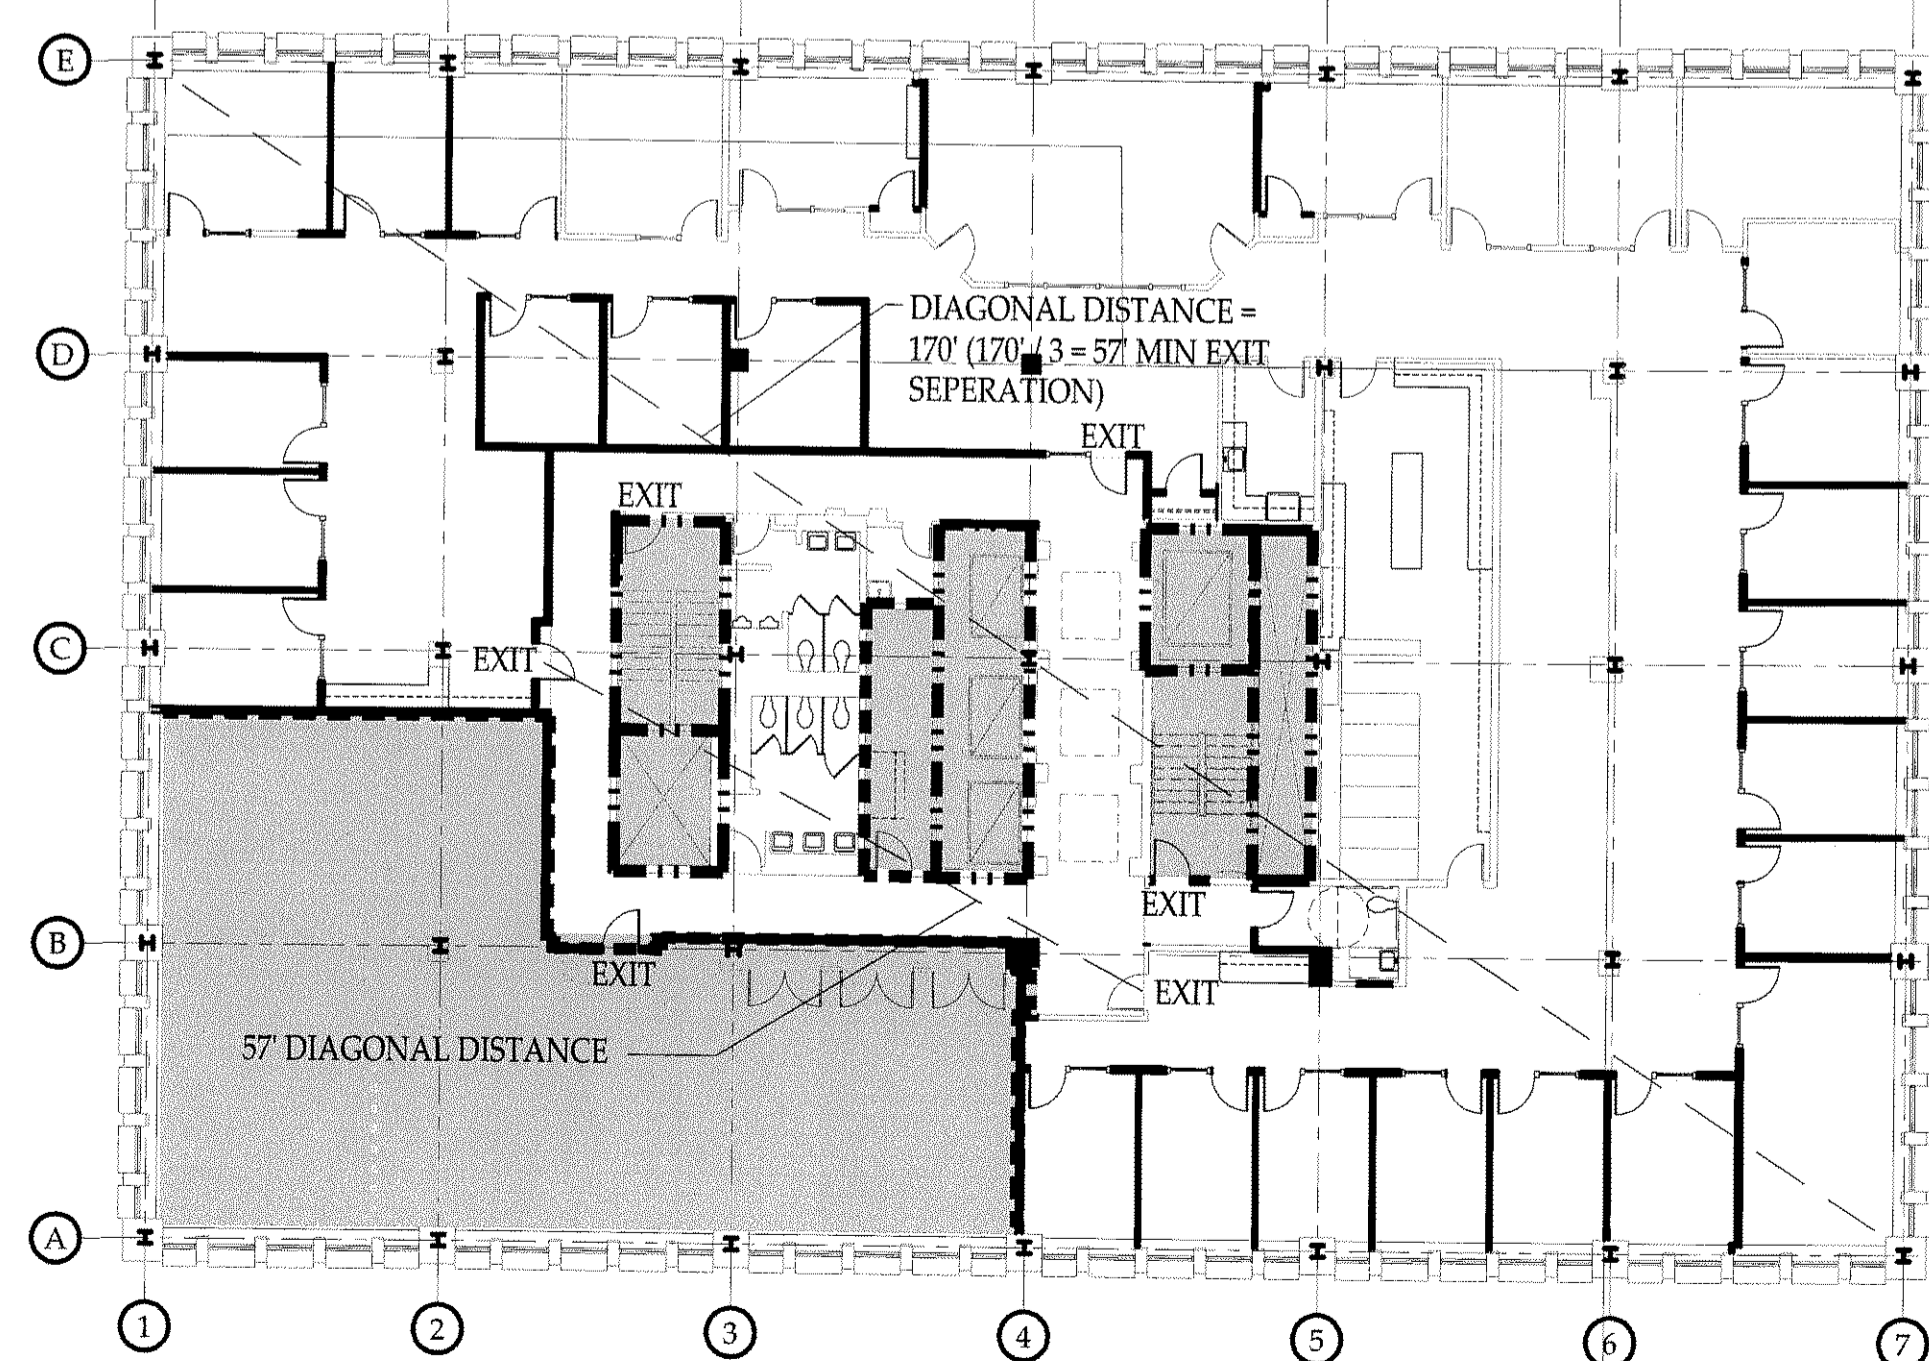 E
DIAGONAL DISTANCE =
D
170' (170' / 3 = 57' MIN EXIT
SEPERATION)
EXIT
EXIT
C
EXIT
EXIT
B
EXIT
EXIT
57' DIAGONAL DISTANCE
A
1
2
3
4
5
6
7